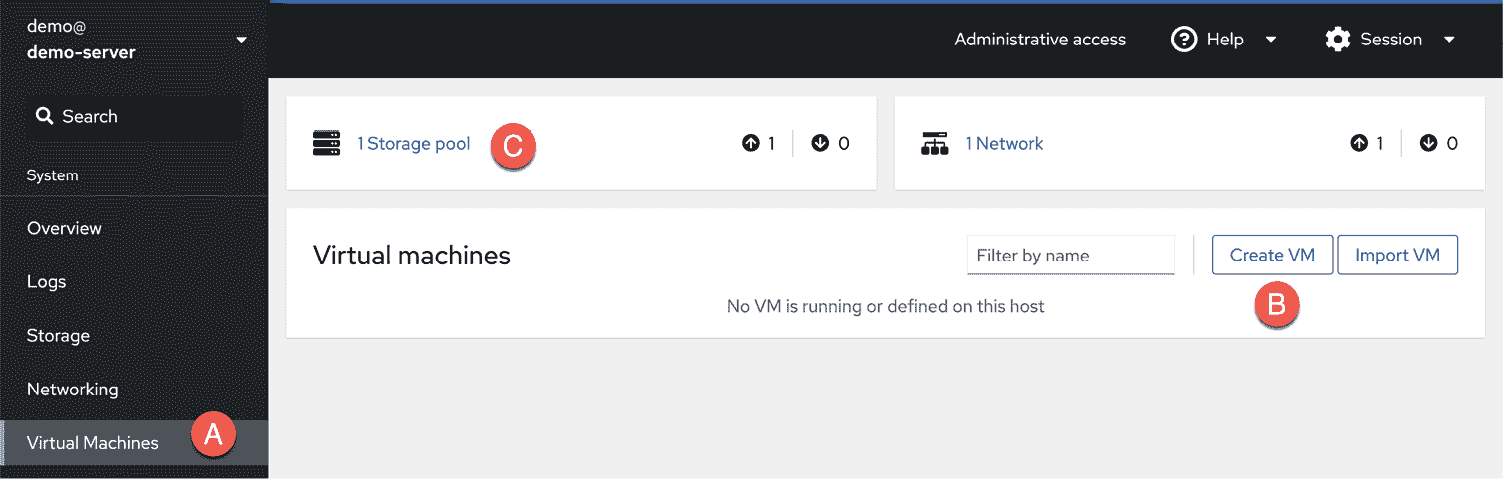 demo@
demo-server
Administrative access
Help
Session
Search
System
Overview
Logs
Storage
Networking
Virtual Machines
A
1 Storage pool
C
1
0
1 Network
1
0
Virtual machines
Filter by name
Create VM
Import VM
B
No VM is running or defined on this host